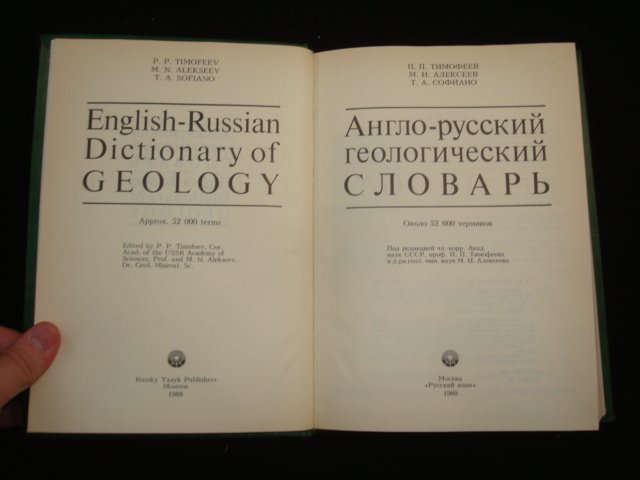 P. P. TIMOFEEV
M. N. ALEKSEEV
T. A. SOFIANO
English-Russian
Dictionary of
GEOLOGY
Approx. 52 000 terms
Edited by P. P. Timofeev, Cor.
Acad. of the USSR Academy of
Sciences, Prof. and M. N. Alekseev,
Dr. Geol. Mineral. Sc.
Russky Yazyk Publishers
Moscow
1988
П. П. ТИМОФЕЕВ
М. Н. АЛЕКСЕЕВ
Т. А. СОФИАНО
Англо-русский
геологический
СЛОВАРЬ
Около 52 000 терминов
Под редакцией чл. корр. Акад.
наук СССР, проф. П. П. Тимофеева
и д-ра геол.-мин. наук М. Н. Алексеева
Москва
«Русский язык»
1988